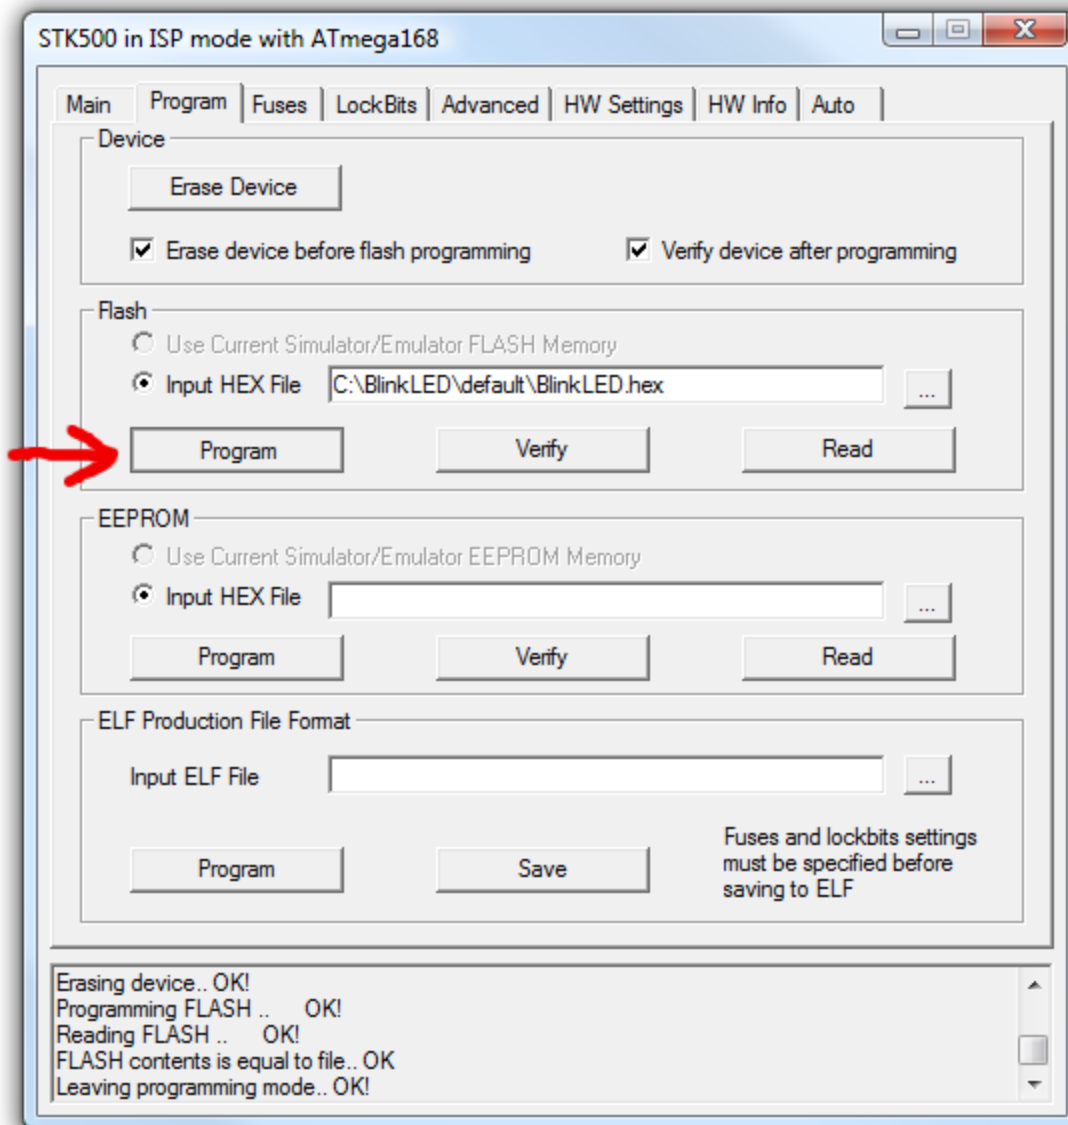 STK500 in ISP mode with ATmega168
Main Program Fuses LockBits Advanced HW Settings HW Info Auto
Device
Erase Device
Erase device before flash programming Verify device after programming
Flash
Use Current Simulator/Emulator FLASH Memory
Input HEX File C:\BlinkLED\default\BlinkLED.hex ...
Program Verify Read
EEPROM
Use Current Simulator/Emulator EEPROM Memory
Input HEX File ...
Program Verify Read
ELF Production File Format
Input ELF File ...
Program Save
Fuses and lockbits settings
must be specified before
saving to ELF
Erasing device.. OK!
Programming FLASH .. OK!
Reading FLASH .. OK!
FLASH contents is equal to file.. OK
Leaving programming mode.. OK!